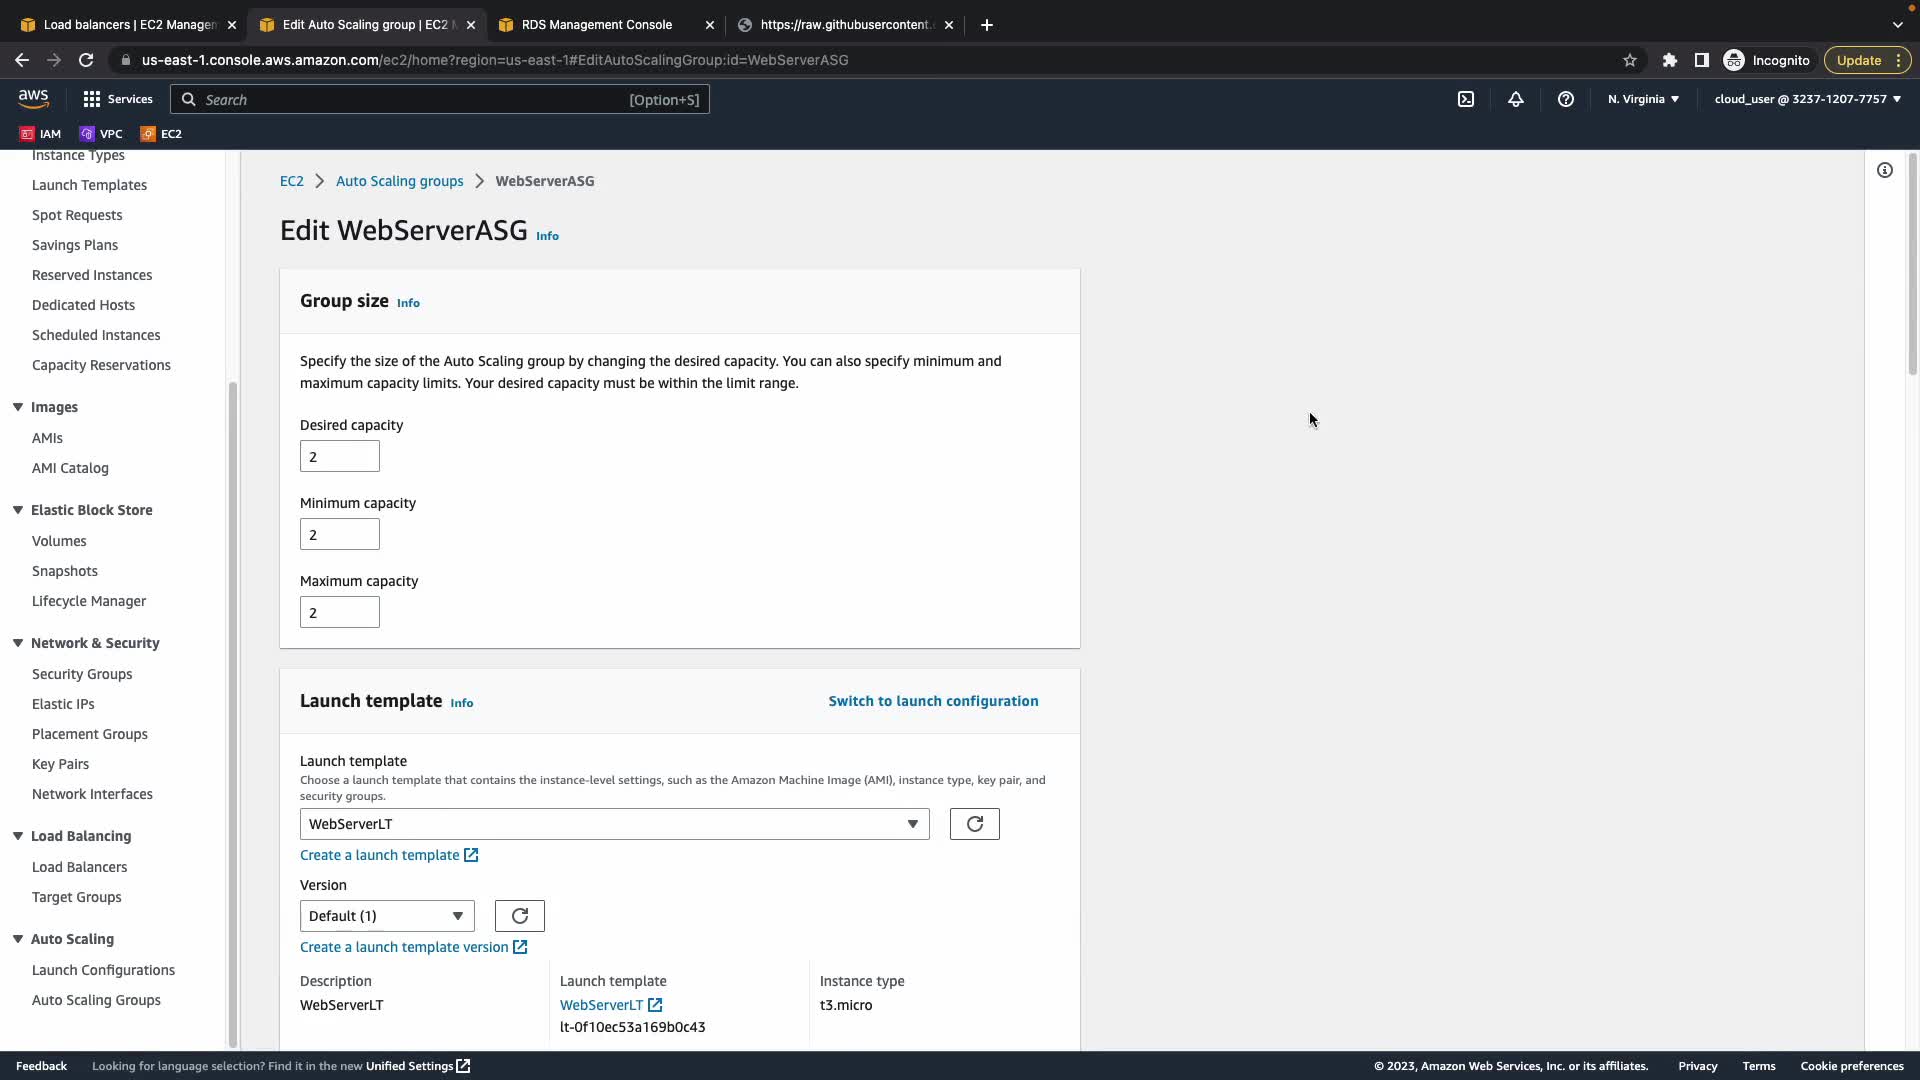 Load balancers | EC2 Managem
Edit Auto Scaling group | EC2 M
RDS Management Console
https://raw.githubusercontent.
us-east-1.console.aws.amazon.com/ec2/home?region=us-east-1#EditAutoScalingGroup:id=WebServerASG
Incognito
Update
aws
Services
Search
[Option+S]
N. Virginia
cloud_user @ 3237-1207-7757
IAM
VPC
EC2
Instance Types
Launch Templates
Spot Requests
Savings Plans
Reserved Instances
Dedicated Hosts
Scheduled Instances
Capacity Reservations
Images
AMIs
AMI Catalog
Elastic Block Store
Volumes
Snapshots
Lifecycle Manager
Network & Security
Security Groups
Elastic IPs
Placement Groups
Key Pairs
Network Interfaces
Load Balancing
Load Balancers
Target Groups
Auto Scaling
Launch Configurations
Auto Scaling Groups
EC2 > Auto Scaling groups > WebServerASG
Edit WebServerASG Info
Group size Info
Specify the size of the Auto Scaling group by changing the desired capacity. You can also specify minimum and
maximum capacity limits. Your desired capacity must be within the limit range.
Desired capacity
2
Minimum capacity
2
Maximum capacity
2
Launch template Info
Switch to launch configuration
Launch template
Choose a launch template that contains the instance-level settings, such as the Amazon Machine Image (AMI), instance type, key pair, and
security groups.
WebServerLT
Create a launch template
Version
Default (1)
Create a launch template version
Description
WebServerLT
Launch template
WebServerLT
lt-0f10ec53a169b0c43
Instance type
t3.micro
Feedback
Looking for language selection? Find it in the new Unified Settings
© 2023, Amazon Web Services, Inc. or its affiliates.
Privacy
Terms
Cookie preferences